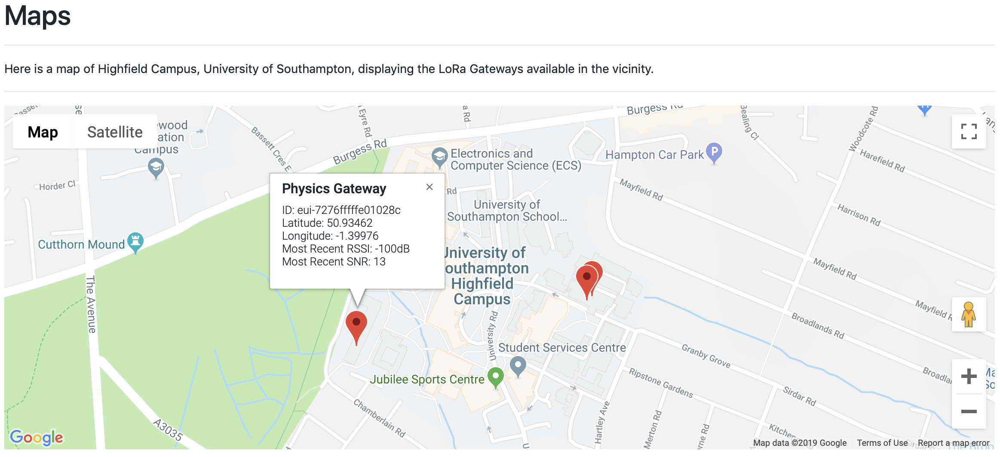 Maps
Here is a map of Highfield Campus, University of Southampton, displaying the LoRa Gateways available in the vicinity.
Map
Satellite
Burgess Rd
Eyre Rd
a Rd
Bealing Cl
Woodcote Rd
ewood
ation
Campus
Bassett Cres E
Burgess Rd
Electronics and
Computer Science (ECS)
Hampton Car Park
P
Harefield Rd
Horder Cl
Physics Gateway
ID: eui-7276fffffe01028c
Latitude: 50.93462
Longitude: -1.39976
Most Recent RSSI: -100dB
Most Recent SNR: 13
Rd
Mayfield Rd
University of
Southampton School...
Harrison Rd
Cutthorn Mound
University of
outhampton
Highfield
Campus
Mayfield Rd
The Avenue
Mayfield R
Broadlands Rd
University Rd
Student Services Centre
Granby Grove
Jubilee Sports Centre
Ripstone Gardens
Broadla
Sirdar Rd
Chamberlain Rd
Hartley Ave
Merton Rd
orne Rd
A3035
Kitchene
Google
Map data ©2019 Google
Terms of Use
Report a map error